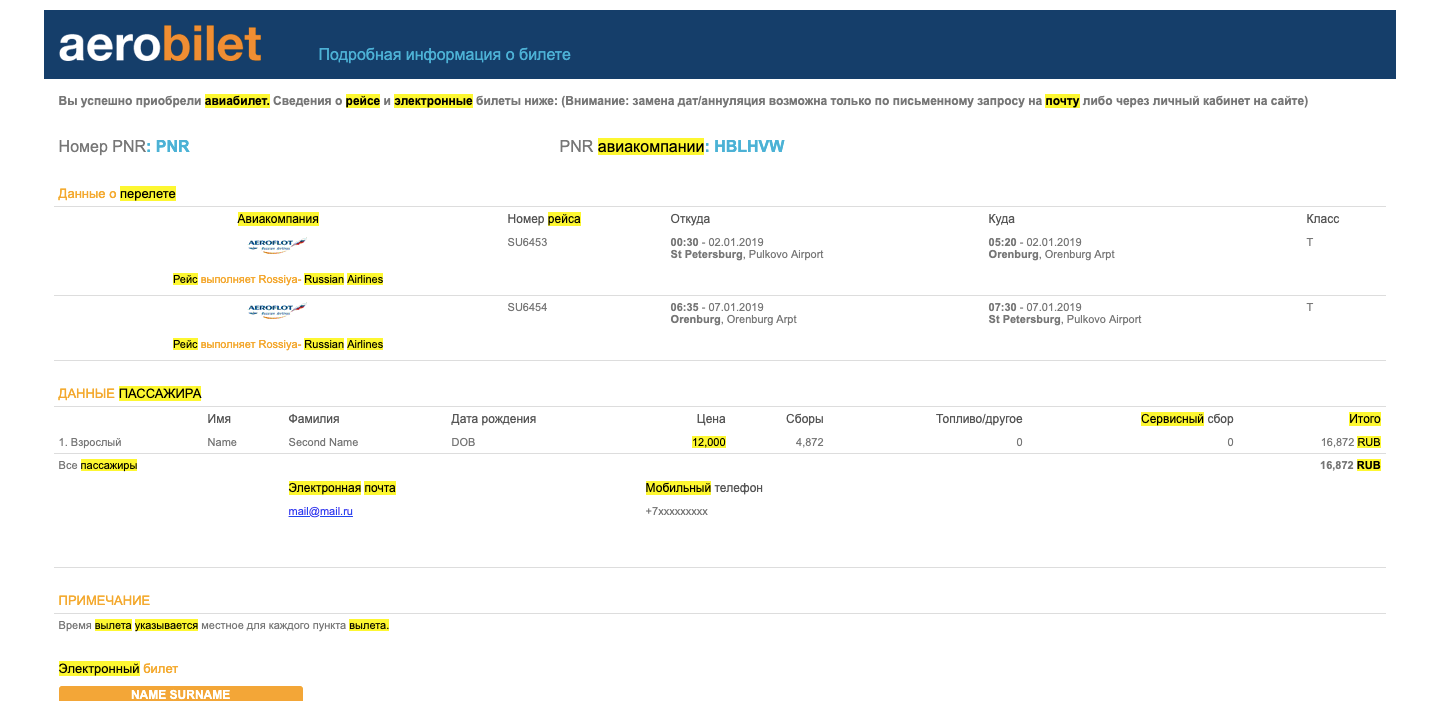 aerobilet Подробная информация о билете
Вы успешно приобрели авиабилет. Сведения о рейсе и электронные билеты ниже: (Внимание: замена дат/аннуляция возможна только по письменному запросу на почту либо через личный кабинет на сайте)
Номер PNR: PNR PNR авиакомпании: HBLHVW
Данные о перелете
Авиакомпания Номер рейса Откуда Куда Класс
AEROFLOT SU6453 00:30 - 02.01.2019 05:20 - 02.01.2019 T
Russian Airlines St Petersburg, Pulkovo Airport Orenburg, Orenburg Arpt
Рейс выполняет Rossiya- Russian Airlines
AEROFLOT SU6454 06:35 - 07.01.2019 07:30 - 07.01.2019 T
Russian Airlines Orenburg, Orenburg Arpt St Petersburg, Pulkovo Airport
Рейс выполняет Rossiya- Russian Airlines
ДАННЫЕ ПАССАЖИРА
Имя Фамилия Дата рождения Цена Сборы Топливо/другое Сервисный сбор Итого
1. Взрослый Name Second Name DOB 12,000 4,872 0 0 16,872 RUB
Все пассажиры 16,872 RUB
Электронная почта Мобильный телефон
mail@mail.ru +7xxxxxxxxx
ПРИМЕЧАНИЕ
Время вылета указывается местное для каждого пункта вылета.
Электронный билет
NAME SURNAME